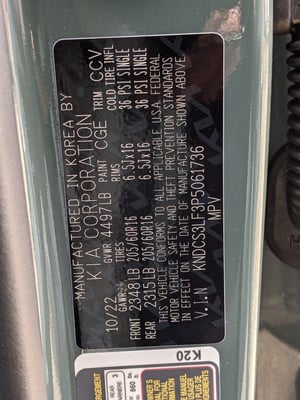 MANUFACTURED IN KOREA BY
KIA CORPORATION
10/22 GVWR 4497LB PAINT CGE TRIM CCV
GAWR TIRES RIMS COLD TIRE INFL
FRONT 2348LB 205/60R16 6.5Jx16 36 PSI SINGLE
REAR 2315LB 205/60R16 6.5Jx16 36 PSI SINGLE
THIS VEHICLE CONFORMS TO ALL APPLICABLE U.S.A. FEDERAL
MOTOR VEHICLE SAFETY AND THEFT PREVENTION STANDARDS
IN EFFECT ON THE DATE OF MANUFACTURE SHOWN ABOVE.
V.I.N KNDCS3LF3P5061736
MPV
K20